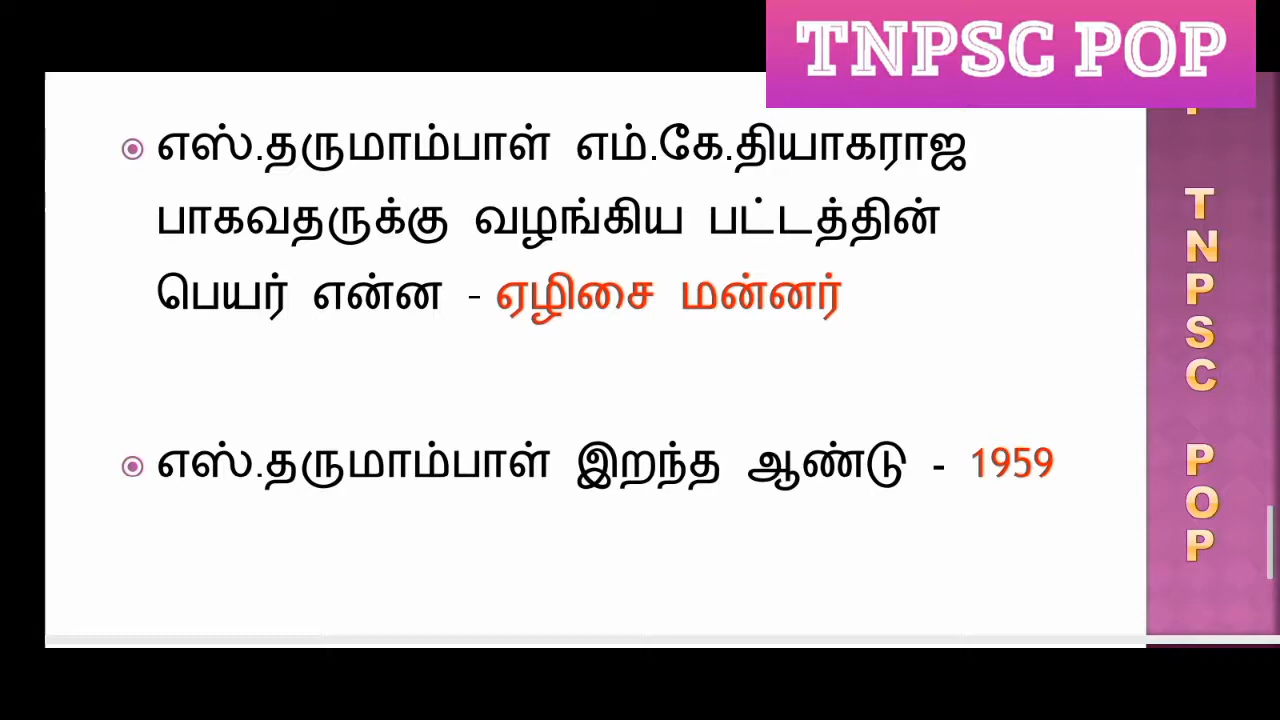 TNPSC POP
எஸ்.தருமாம்பாள் எம்.கே.தியாகராஜ
பாகவதருக்கு வழங்கிய பட்டத்தின்
பெயர் என்ன - ஏழிசை மன்னர்
எஸ்.தருமாம்பாள் இறந்த ஆண்டு - 1959
TNPSC POP